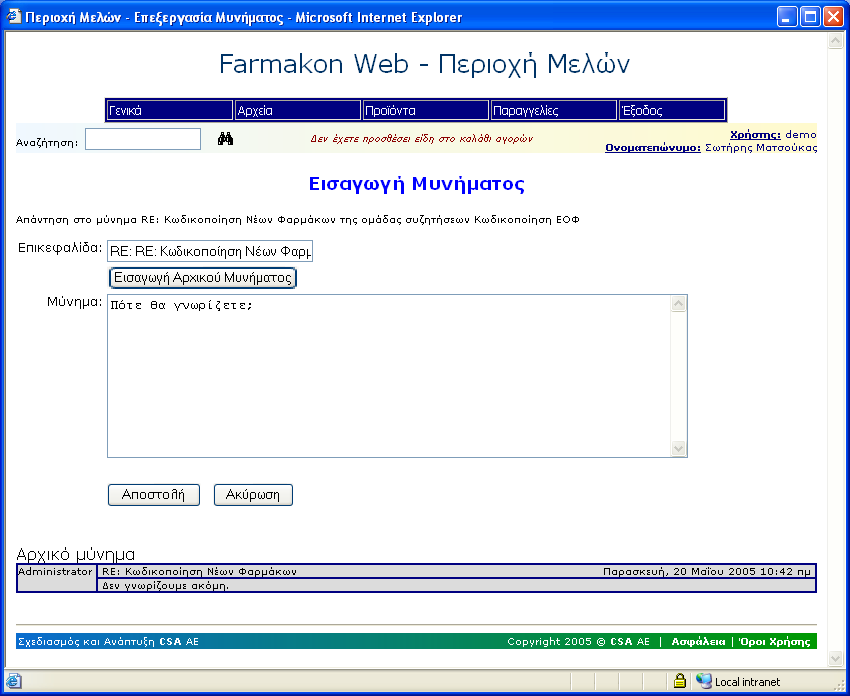 Περιοχή Μελών - Επεξεργασία Μυνήματος - Microsoft Internet Explorer
Farmakon Web - Περιοχή Μελών
Γενικά Αρχεία Προϊόντα Παραγγελίες Έξοδος
Αναζήτηση: Δεν έχετε προσθέσει είδη στο καλάθι αγορών Χρήστης: demo
Ονοματεπώνυμο: Σωτήρης Ματσούκας
Εισαγωγή Μυνήματος
Απάντηση στο μύνημα RE: Κωδικοποίηση Νέων Φαρμάκων της ομάδας συζητήσεων Κωδικοποίηση ΕΟΦ
Επικεφαλίδα: RE: RE: Κωδικοποίηση Νέων Φαρμ
Εισαγωγή Αρχικού Μυνήματος
Μύνημα: Πότε θα γνωρίζετε;
Αποστολή Ακύρωση
Αρχικό μύνημα
Administrator RE: Κωδικοποίηση Νέων Φαρμάκων Παρασκευή, 20 Μαΐου 2005 10:42 πμ
Δεν γνωρίζουμε ακόμη.
Σχεδιασμός και Ανάπτυξη CSA AE Copyright 2005 © CSA AE | Ασφάλεια | Όροι Χρήσης
Local intranet